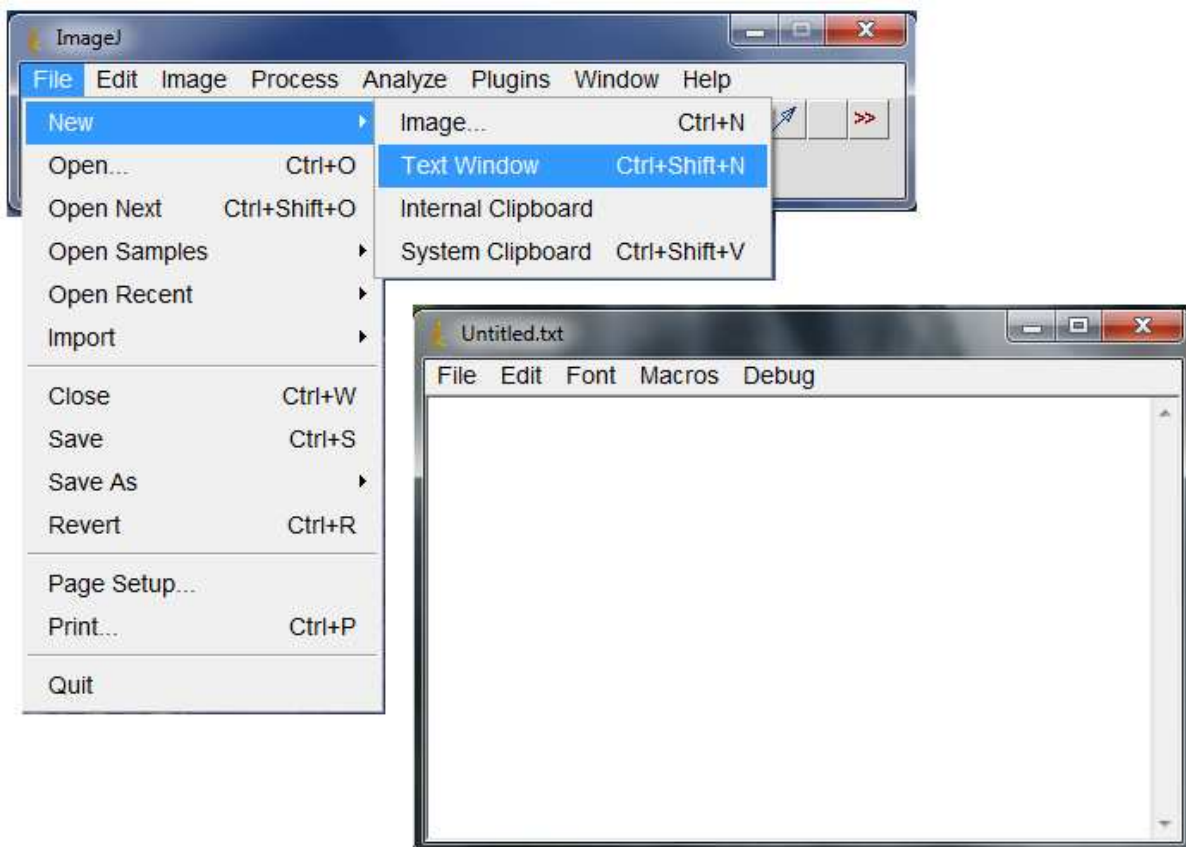 ImageJ
File Edit Image Process Analyze Plugins Window Help
New
Open... Ctrl+O
Open Next Ctrl+Shift+O
Open Samples
Open Recent
Import
Close Ctrl+W
Save Ctrl+S
Save As
Revert Ctrl+R
Page Setup...
Print... Ctrl+P
Quit
Image... Ctrl+N
Text Window Ctrl+Shift+N
Internal Clipboard
System Clipboard Ctrl+Shift+V
>>
Untitled.txt
File Edit Font Macros Debug